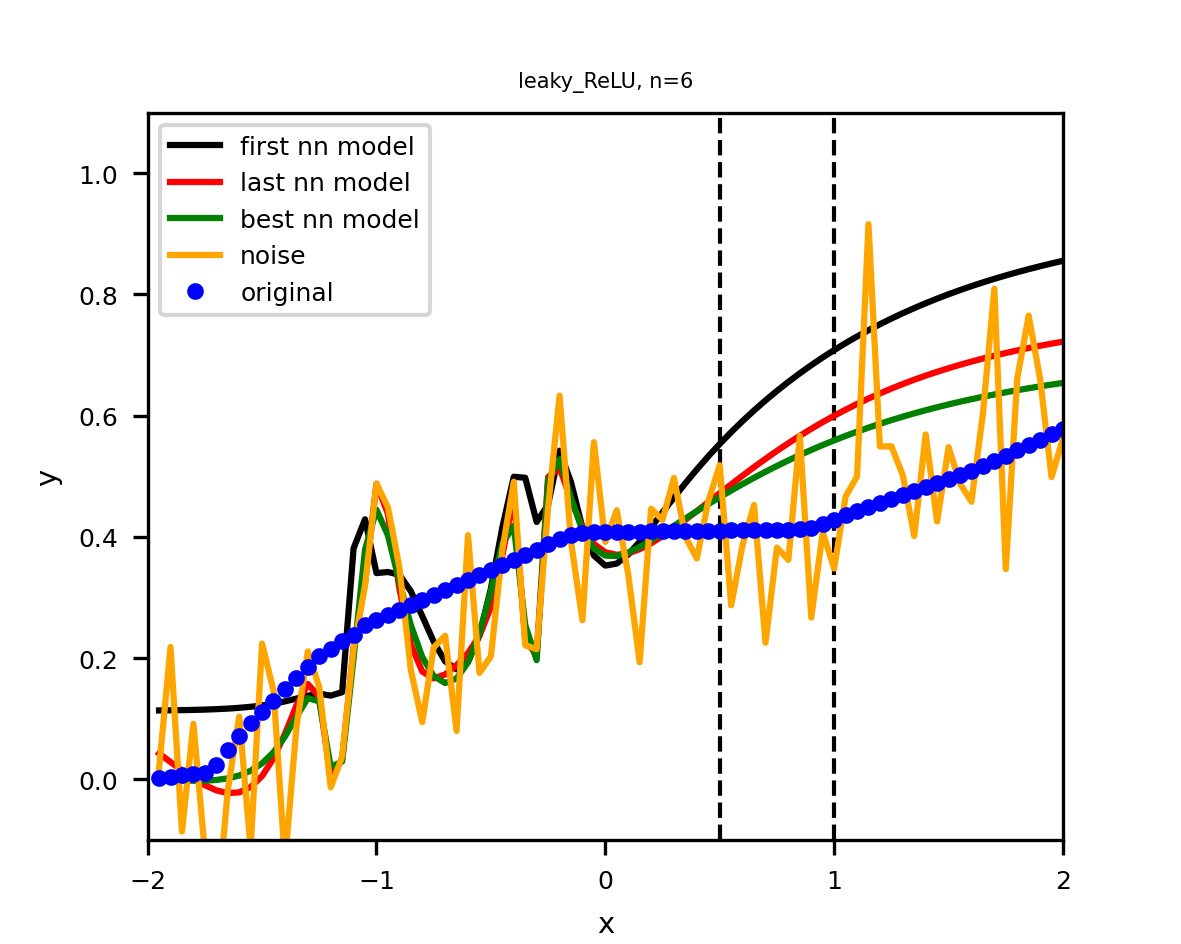 leaky_ReLU, n=6
first nn model
last nn model
best nn model
noise
original
1.0
0.8
0.6
0.4
0.2
0.0
y
−2 −1 0 1 2
x